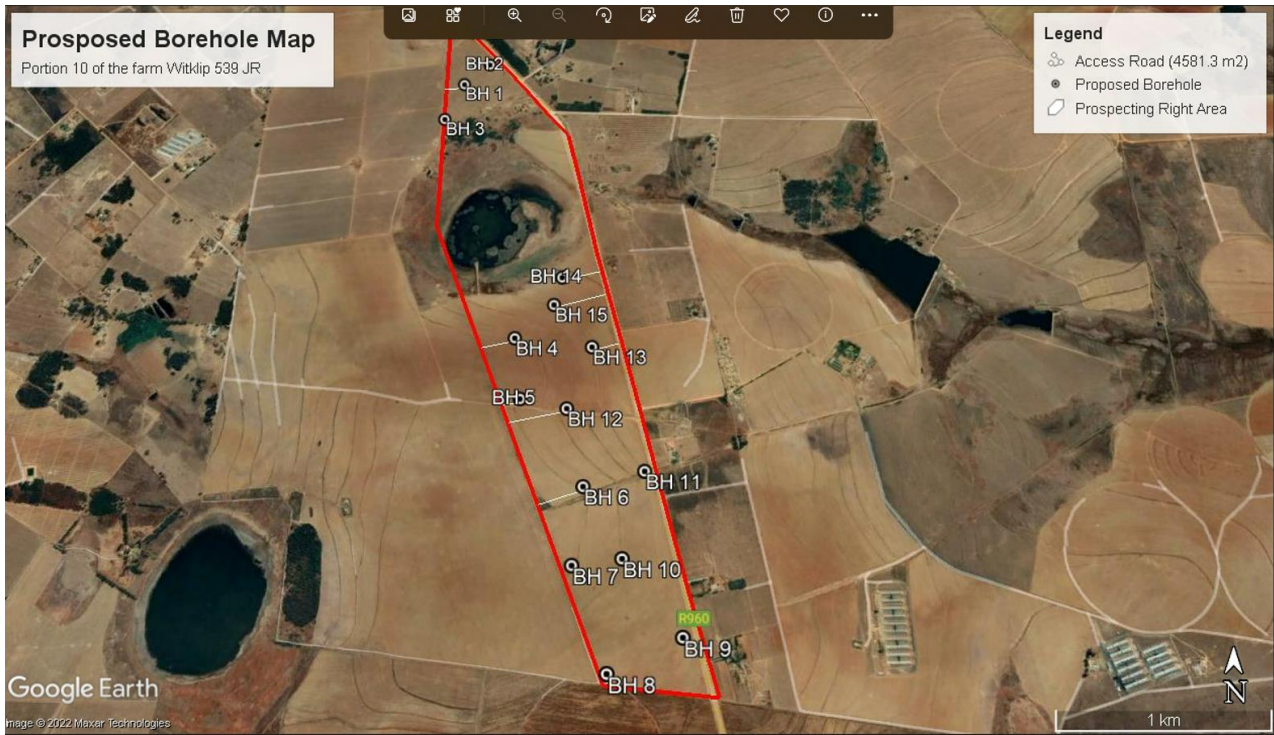 Prosposed Borehole Map
Portion 10 of the farm Witklip 539 JR
Legend
Access Road (4581.3 m2)
Proposed Borehole
Prospecting Right Area
BH 2
BH 1
BH 3
BH 14
BH 15
BH 4
BH 13
BH 5
BH 12
BH 11
BH 6
BH 10
BH 7
R960
BH 9
BH 8
Google Earth
Image © 2022 Maxar Technologies
N
1 km